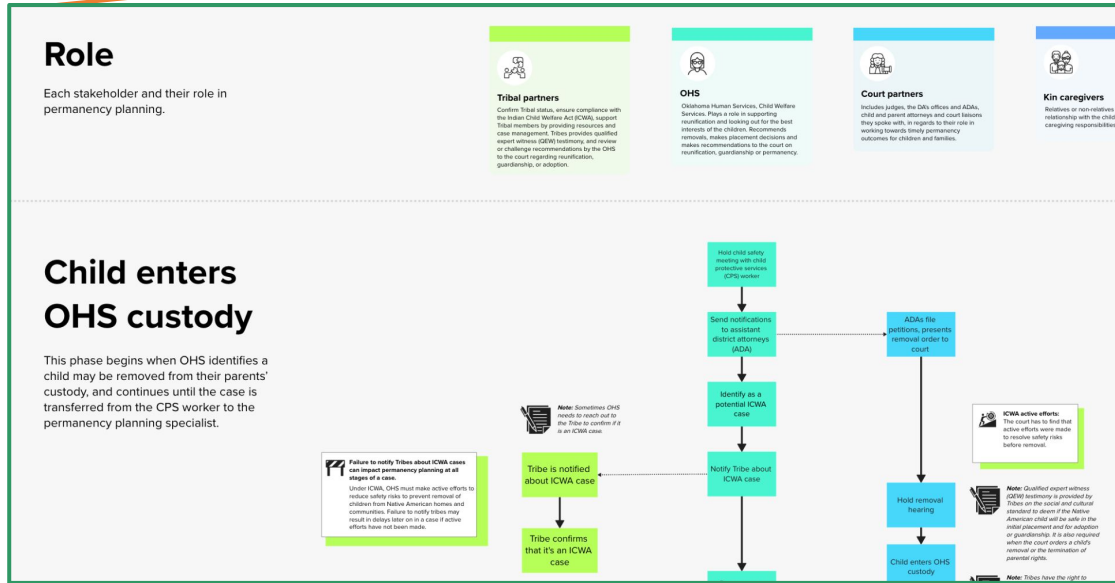 Role
Each stakeholder and their role in
permanency planning.
Tribal partners
Confirm Tribal status, ensure compliance with
the Indian Child Welfare Act (ICWA), support
Tribal members by providing resources and
case management. Tribes provides qualified
expert witness (QEW) testimony, and review
or challenge recommendations by the OHS
to the court regarding reunification,
guardianship, or adoption.
OHS
Oklahoma Human Services, Child Welfare
Services. Plays a role in supporting
reunification and looking out for the best
interests of the children. Recommends
removals, makes placement decisions and
makes recommendations to the court on
reunification, guardianship or permanency.
Court partners
Includes judges, the DA's offices and ADAs,
child and parent attorneys and court liaisons
they spoke with, in regards to their role in
working towards timely permanency
outcomes for children and families.
Kin caregivers
Relatives or non-relatives
relationship with the child
caregiving responsibilities
Child enters
OHS custody
This phase begins when OHS identifies a
child may be removed from their parents'
custody, and continues until the case is
transferred from the CPS worker to the
permanency planning specialist.
Hold child safety
meeting with child
protective services
(CPS) worker
Send notifications
to assistant
district attorneys
(ADA)
ADAs file
petitions, presents
removal order to
court
Identify as a
potential ICWA
case
Note: Sometimes OHS
needs to reach out to
the Tribe to confirm if it
is an ICWA case.
ICWA active efforts:
The court has to find that
active efforts were made
to resolve safety risks
before removal.
Failure to notify Tribes about ICWA cases
can impact permanency planning at all
stages of a case.
Under ICWA, OHS must make active efforts to
reduce safety risks to prevent removal of
children from Native American homes and
communities. Failure to notify tribes may
result in delays later on in a case if active
efforts have not been made.
Tribe is notified
about ICWA case
Notify Tribe about
ICWA case
Hold removal
hearing
Note: Qualified expert witness
(QEW) testimony is provided by
Tribes on the social and cultural
standard to deem if the Native
American child will be safe in the
initial placement and for adoption
or guardianship. It is also required
when the court orders a child's
removal or the termination of
parental rights.
Tribe confirms
that it's an ICWA
case
Child enters OHS
custody
Note: Tribes have the right to